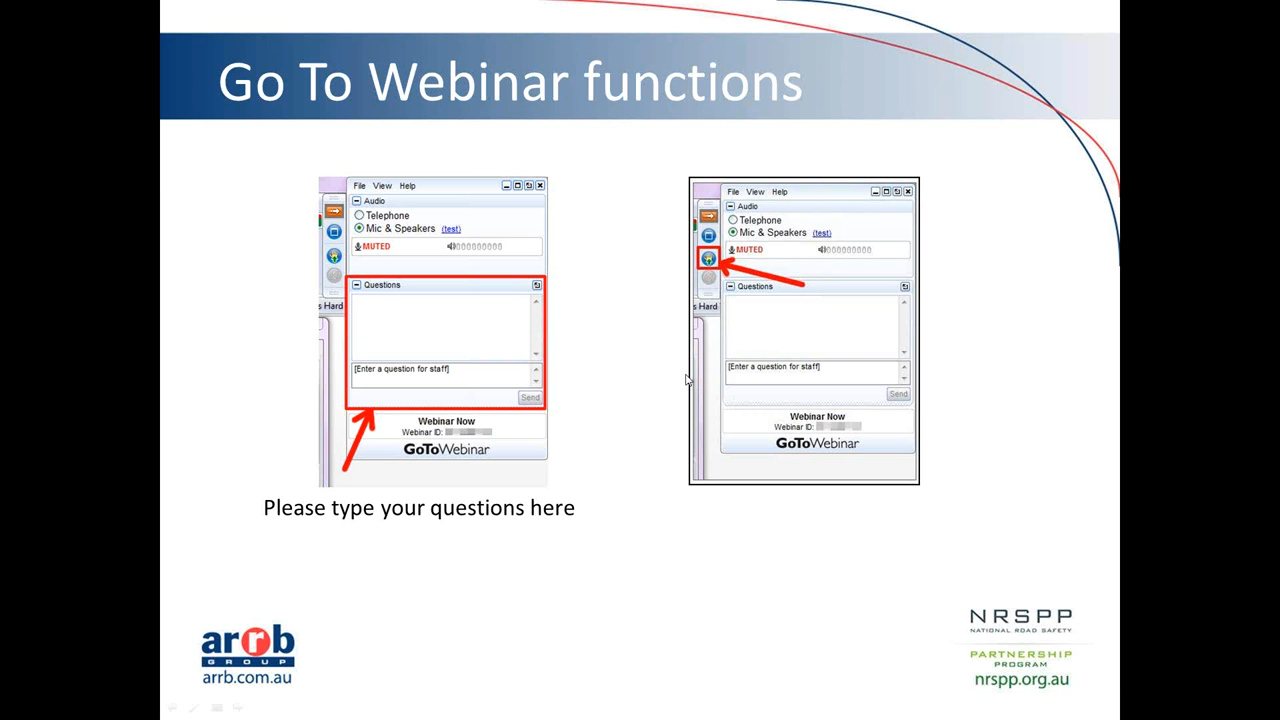 Go To Webinar functions
File View Help
Audio
Telephone
Mic & Speakers (test)
MUTED
Questions
s Hard
[Enter a question for staff]
Send
Webinar Now
Webinar ID:
GoToWebinar
Please type your questions here
File View Help
Audio
Telephone
Mic & Speakers (test)
MUTED
Questions
s Hard
[Enter a question for staff]
Send
Webinar Now
Webinar ID:
GoToWebinar
arrb
GROUP
arrb.com.au
NRSPP
NATIONAL ROAD SAFETY
PARTNERSHIP
PROGRAM
nrspp.org.au